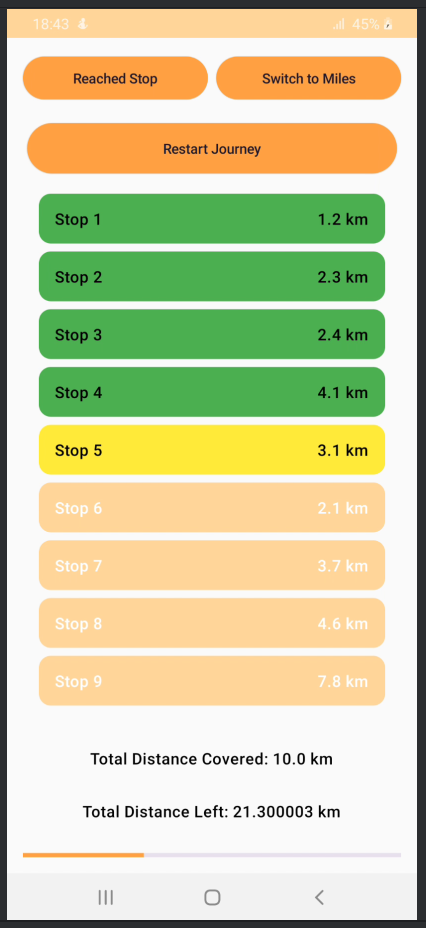 18:43 45%
Reached Stop Switch to Miles
Restart Journey
Stop 1 1.2 km
Stop 2 2.3 km
Stop 3 2.4 km
Stop 4 4.1 km
Stop 5 3.1 km
Stop 6 2.1 km
Stop 7 3.7 km
Stop 8 4.6 km
Stop 9 7.8 km
Total Distance Covered: 10.0 km
Total Distance Left: 21.300003 km